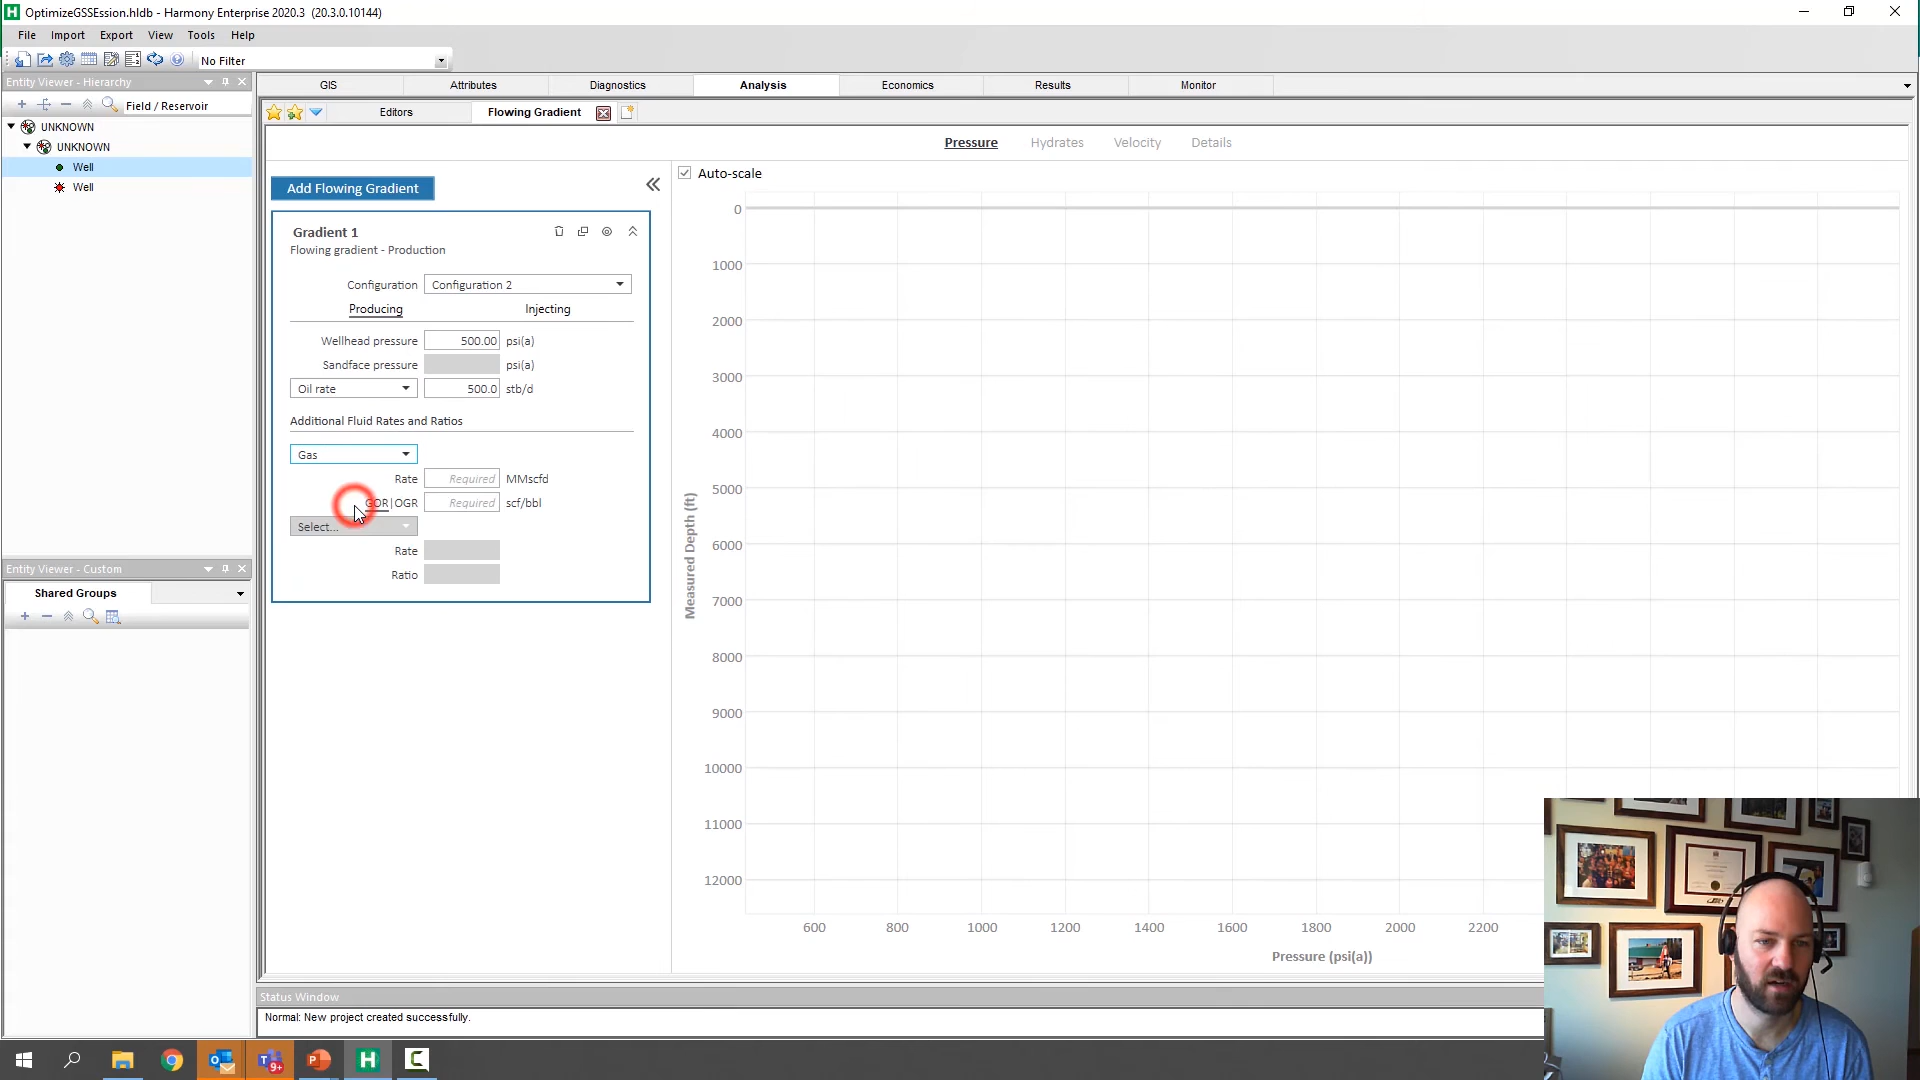 OptimizeGSSEssion.hldb - Harmony Enterprise 2020.3 (20.3.0.10144)
File Import Export View Tools Help
No Filter
Entity Viewer - Hierarchy
Field / Reservoir
UNKNOWN
UNKNOWN
Well
Well
Entity Viewer - Custom
Shared Groups
GIS Attributes Diagnostics Analysis Economics Results Monitor
Editors Flowing Gradient
Pressure Hydrates Velocity Details
Add Flowing Gradient
Gradient 1
Flowing gradient - Production
Configuration Configuration 2
Producing Injecting
Wellhead pressure 500.00 psi(a)
Sandface pressure psi(a)
Oil rate 500.0 stb/d
Additional Fluid Rates and Ratios
Gas
Rate Required MMscfd
GOR|OGR Required scf/bbl
Select...
Rate
Ratio
Auto-scale
0
1000
2000
3000
4000
5000
6000
7000
8000
9000
10000
11000
12000
Measured Depth (ft)
600 800 1000 1200 1400 1600 1800 2000 2200
Pressure (psi(a))
Status Window
Normal: New project created successfully.
9+